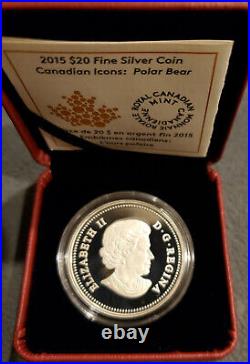 2015 $20 Fine Silver Coin
Canadian Icons: Polar Bear
ROYAL CANADIAN MINT
MONNAIE ROYALE CANADIENNE
de 20 $ en argent fin 2015
Emblèmes canadiens :
L'ours polaire
ELIZABETH II
D·G·REGINA